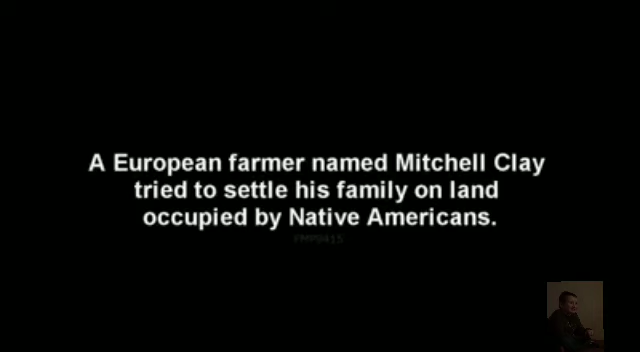 A European farmer named Mitchell Clay
tried to settle his family on land
occupied by Native Americans.